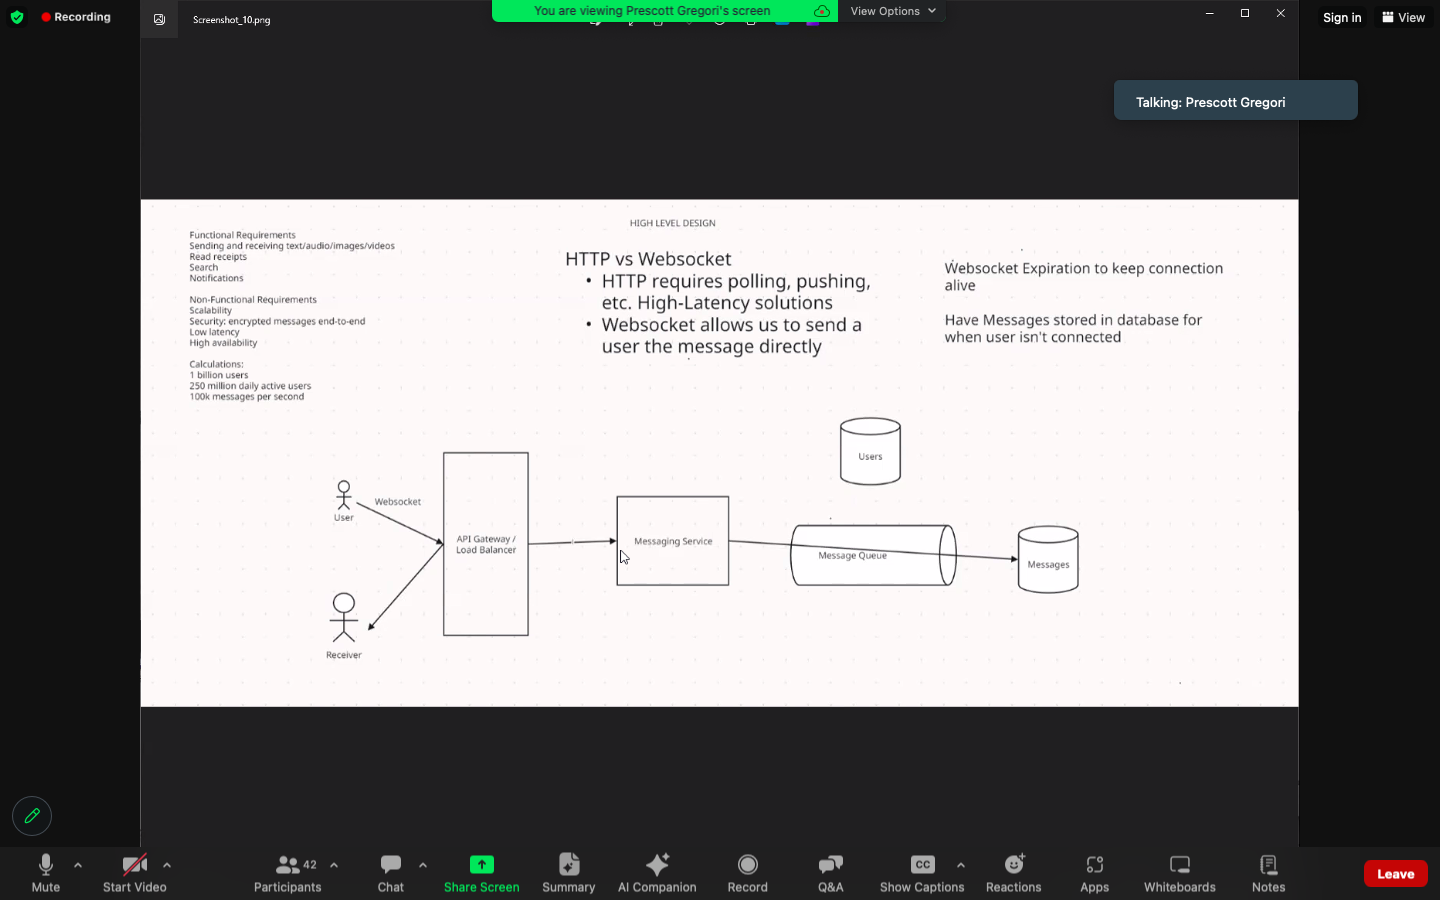 Recording
Screenshot_10.png
You are viewing Prescott Gregori's screen
View Options
Sign in
View
Talking: Prescott Gregori
HIGH LEVEL DESIGN
Functional Requirements
Sending and receiving text/audio/images/videos
Read receipts
Search
Notifications
Non-Functional Requirements
Scalability
Security: encrypted messages end-to-end
Low latency
High availability
Calculations:
1 billion users
250 million daily active users
100k messages per second
HTTP vs Websocket
• HTTP requires polling, pushing,
etc. High-Latency solutions
• Websocket allows us to send a
user the message directly
Websocket Expiration to keep connection
alive
Have Messages stored in database for
when user isn't connected
Users
Websocket
User
API Gateway /
Load Balancer
Messaging Service
Message Queue
Messages
Receiver
Mute
Start Video
42
Participants
Chat
Share Screen
Summary
AI Companion
Record
Q&A
CC
Show Captions
Reactions
Apps
Whiteboards
Notes
Leave